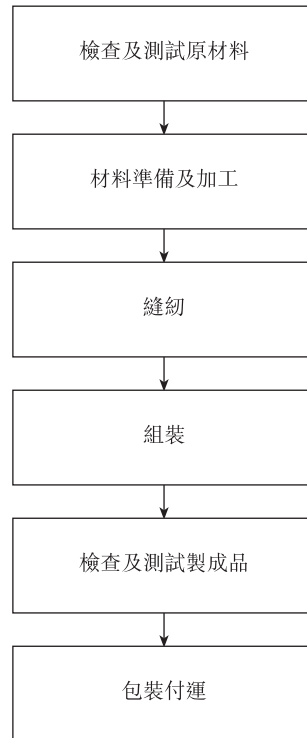 檢查及測試原材料
材料準備及加工
縫紉
組裝
檢查及測試製成品
包裝付運